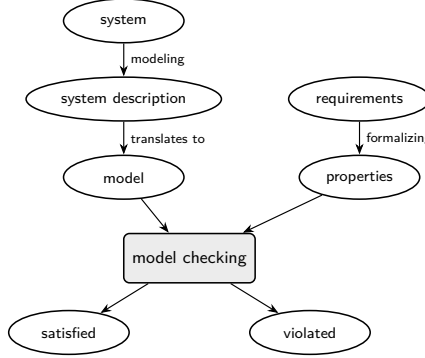 system
modeling
system description
requirements
translates to
formalizing
model
properties
model checking
satisfied
violated